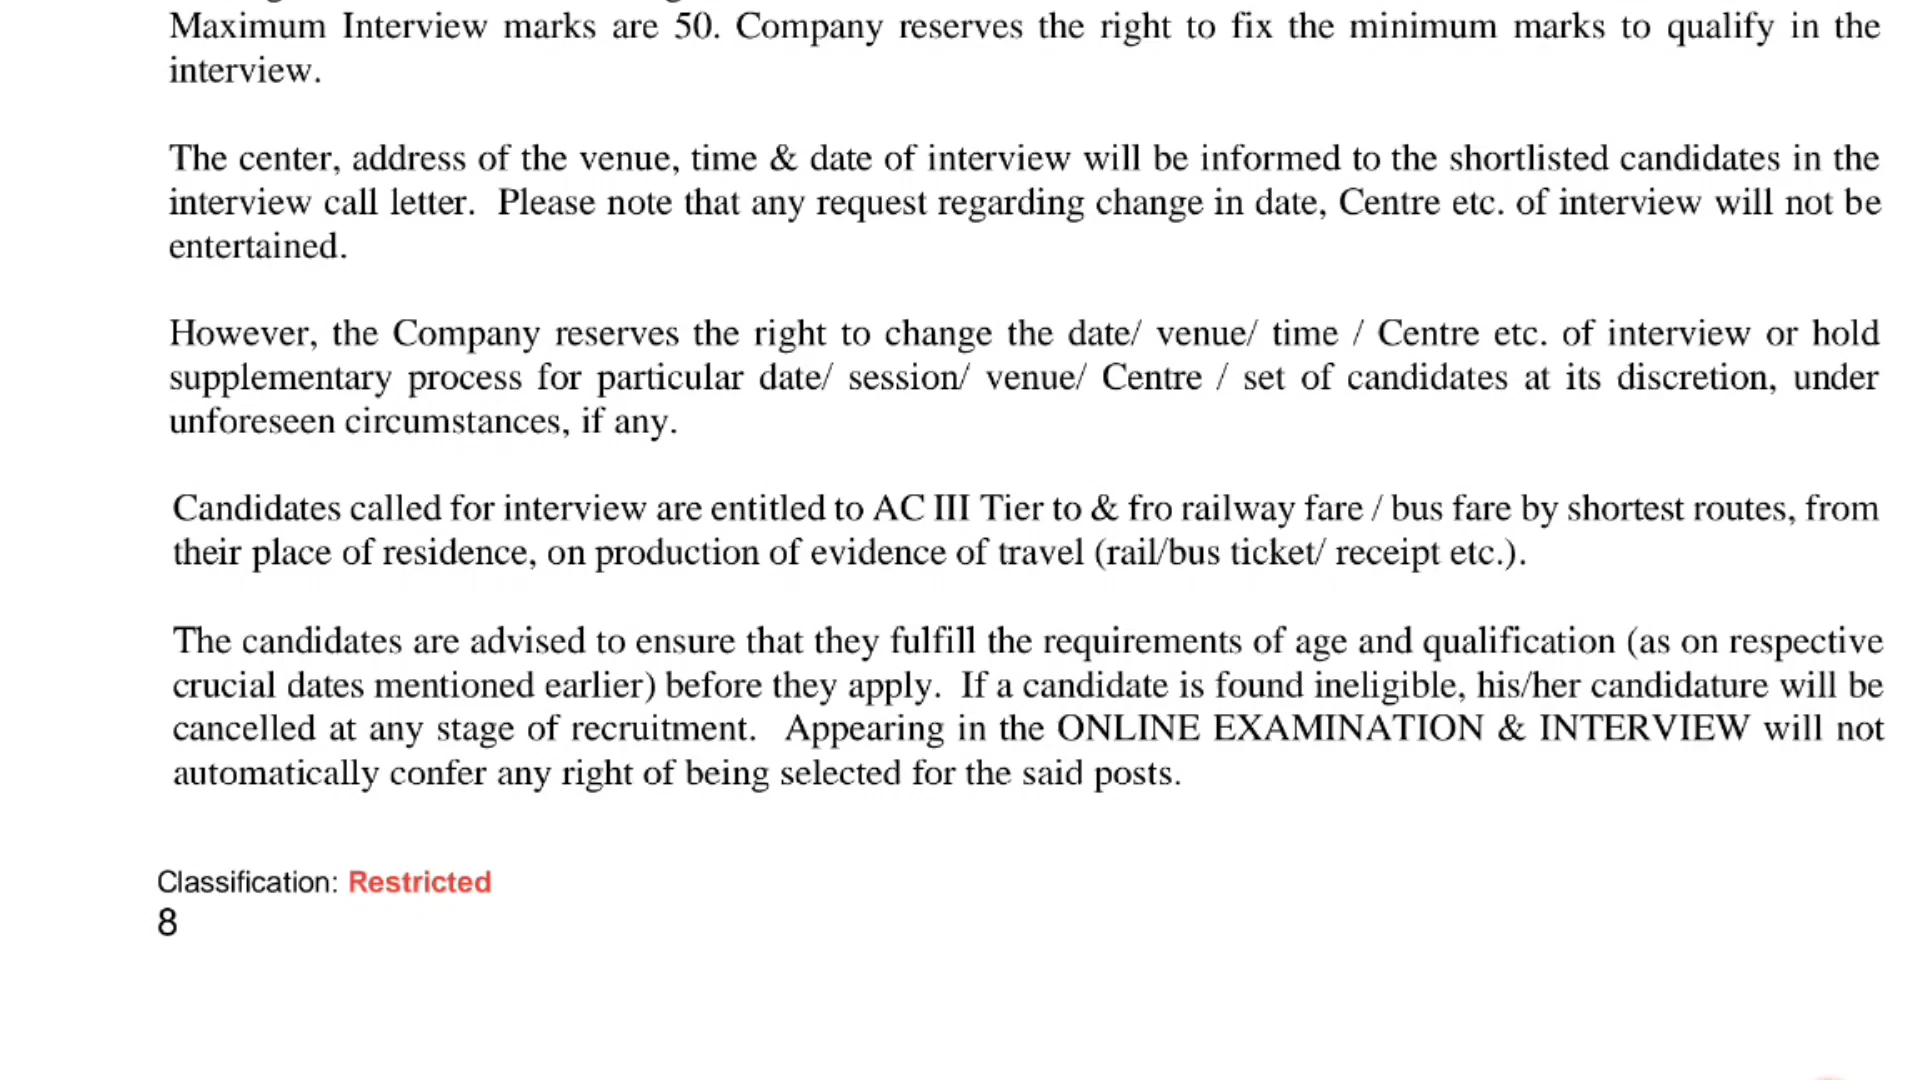 Maximum Interview marks are 50. Company reserves the right to fix the minimum marks to qualify in the
interview.
The center, address of the venue, time & date of interview will be informed to the shortlisted candidates in the
interview call letter.  Please note that any request regarding change in date, Centre etc. of interview will not be
entertained.
However, the Company reserves the right to change the date/ venue/ time / Centre etc. of interview or hold
supplementary process for particular date/ session/ venue/ Centre / set of candidates at its discretion, under
unforeseen circumstances, if any.
Candidates called for interview are entitled to AC III Tier to & fro railway fare / bus fare by shortest routes, from
their place of residence, on production of evidence of travel (rail/bus ticket/ receipt etc.).
The candidates are advised to ensure that they fulfill the requirements of age and qualification (as on respective
crucial dates mentioned earlier) before they apply.  If a candidate is found ineligible, his/her candidature will be
cancelled at any stage of recruitment.  Appearing in the ONLINE EXAMINATION & INTERVIEW will not
automatically confer any right of being selected for the said posts.
Classification: Restricted
8